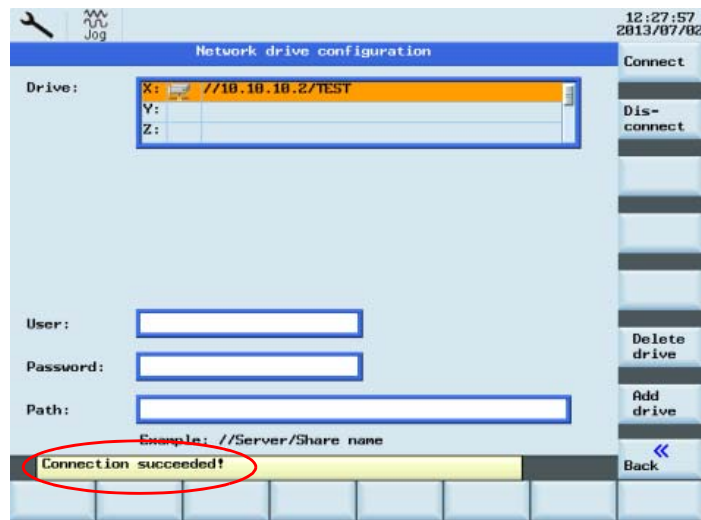 12:27:57
Jog
2013/07/02
Network drive configuration
Connect
Drive:
X: //10.10.10.2/TEST
Y:
Z:
Dis-
connect
User:
Delete
drive
Password:
Add
drive
Path:
Example: //Server/Share name
Connection succeeded!
Back